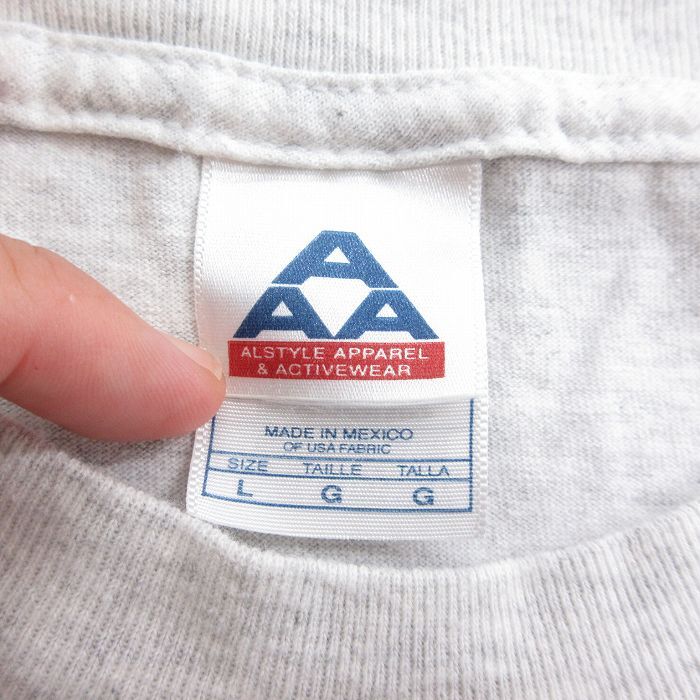 A
A A
ALSTYLE APPAREL
& ACTIVEWEAR
MADE IN MEXICO
OF USA FABRIC
SIZE TAILLE TALLA
L G G